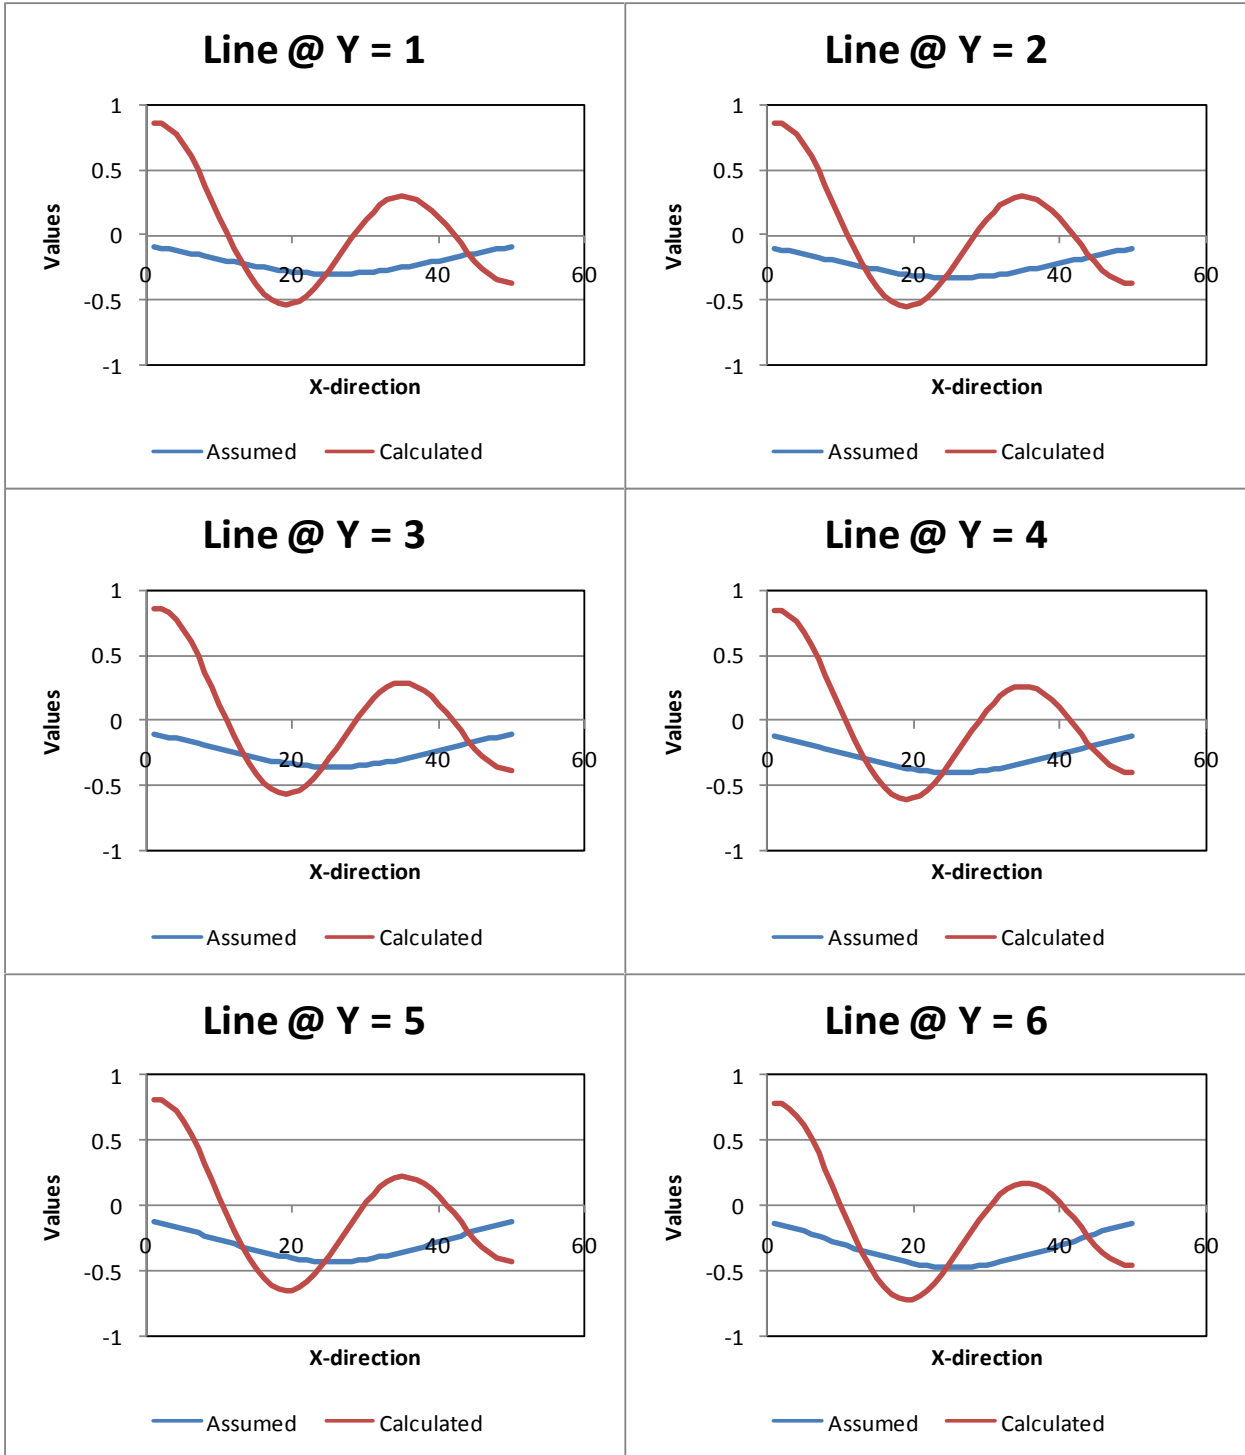 Line @ Y = 1
1
0.5
0
-0.5
-1
Values
0 20 40 60
X-direction
Assumed Calculated
Line @ Y = 2
1
0.5
0
-0.5
-1
Values
0 20 40 60
X-direction
Assumed Calculated
Line @ Y = 3
1
0.5
0
-0.5
-1
Values
0 20 40 60
X-direction
Assumed Calculated
Line @ Y = 4
1
0.5
0
-0.5
-1
Values
0 20 40 60
X-direction
Assumed Calculated
Line @ Y = 5
1
0.5
0
-0.5
-1
Values
0 20 40 60
X-direction
Assumed Calculated
Line @ Y = 6
1
0.5
0
-0.5
-1
Values
0 20 40 60
X-direction
Assumed Calculated